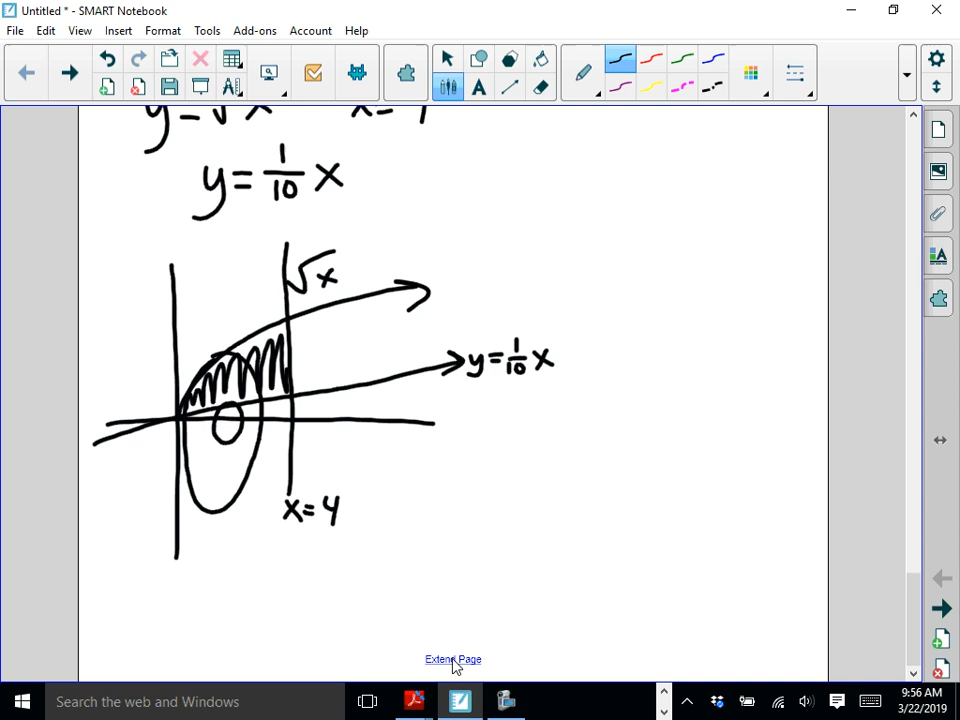 Untitled * - SMART Notebook
File Edit View Insert Format Tools Add-ons Account Help
y=√x x=4
y=1/10 x
√x
y=1/10 x
x=4
Extend Page
Search the web and Windows
9:56 AM
3/22/2019